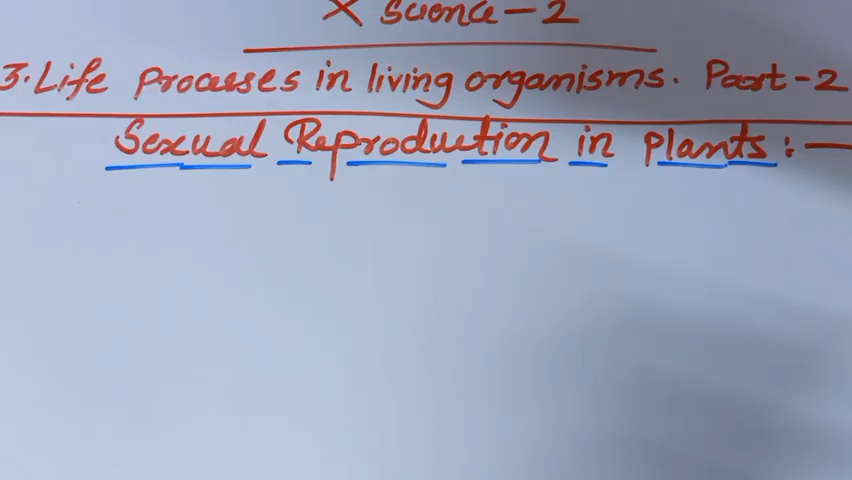 X Science-2
3. Life Processes in living organisms. Part-2
Sexual Reproduction in plants:-